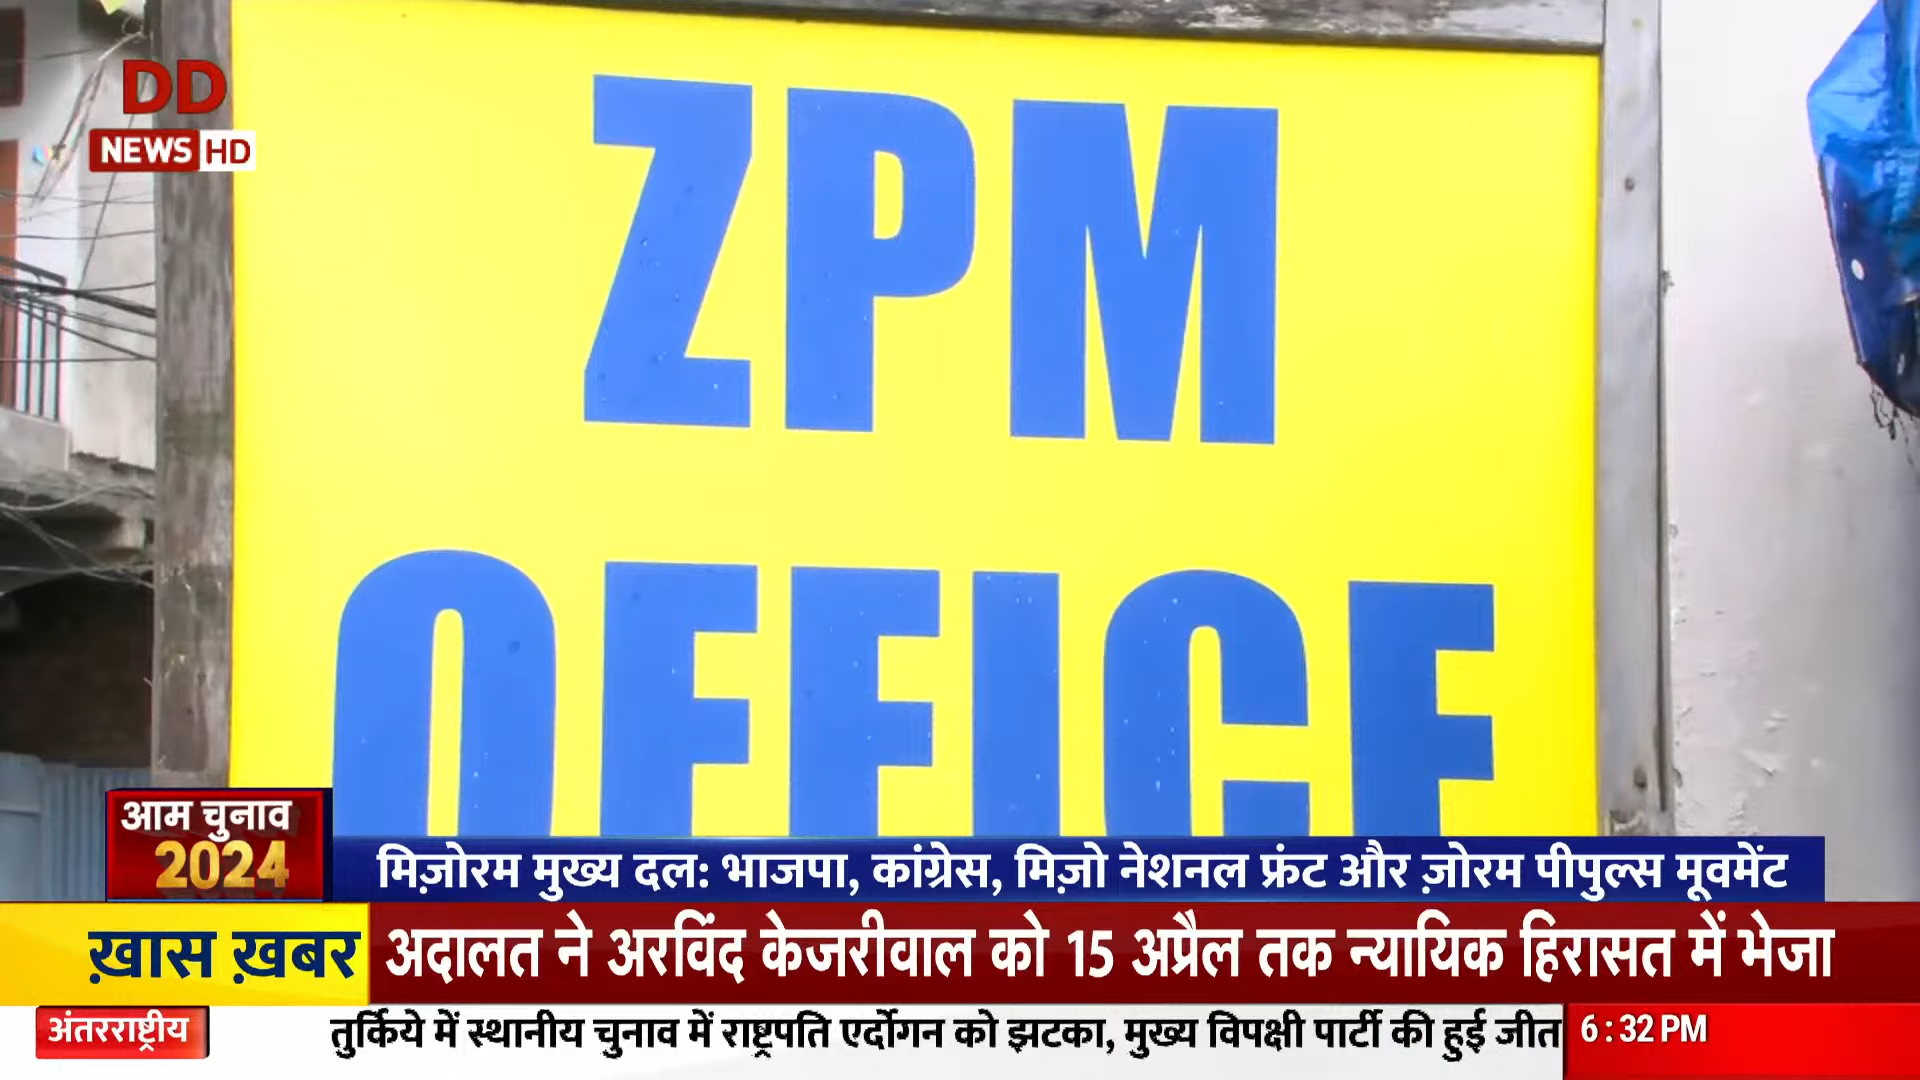 DD
NEWS HD
ZPM
OFFICE
आम चुनाव
2024
मिज़ोरम मुख्य दल: भाजपा, कांग्रेस, मिज़ो नेशनल फ्रंट और ज़ोरम पीपुल्स मूवमेंट
ख़ास ख़बर
अदालत ने अरविंद केजरीवाल को 15 अप्रैल तक न्यायिक हिरासत में भेजा
अंतरराष्ट्रीय
तुर्किये में स्थानीय चुनाव में राष्ट्रपति एर्दोगन को झटका, मुख्य विपक्षी पार्टी की हुई जीत
6:32 PM